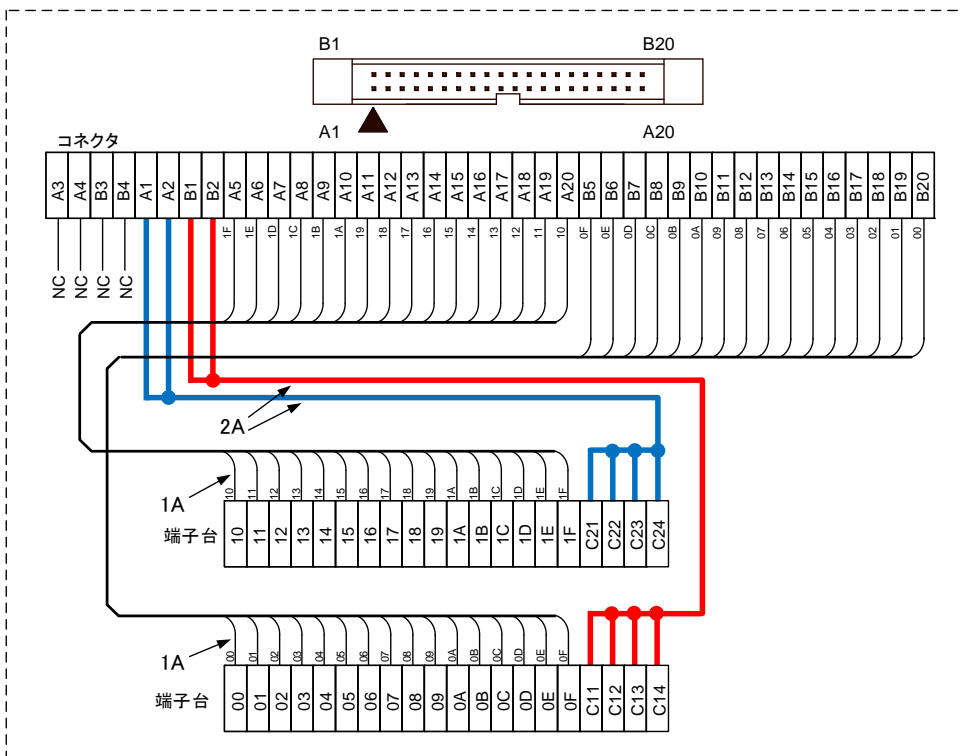 B1 B20
A1 A20
コネクタ
A3 A4 B3 B4 A1 A2 B1 B2 A5 A6 A7 A8 A9 A10 A11 A12 A13 A14 A15 A16 A17 A18 A19 A20 B5 B6 B7 B8 B9 B10 B11 B12 B13 B14 B15 B16 B17 B18 B19 B20
1F 1E 1D 1C 1B 1A 19 18 17 16 15 14 13 12 11 10 0F 0E 0D 0C 0B 0A 09 08 07 06 05 04 03 02 01 00
NC NC NC NC
2A
10 11 12 13 14 15 16 17 18 19 1A 1B 1C 1D 1E 1F
1A
端子台 10 11 12 13 14 15 16 17 18 19 1A 1B 1C 1D 1E 1F C21 C22 C23 C24
00 01 02 03 04 05 06 07 08 09 0A 0B 0C 0D 0E 0F
1A
端子台 00 01 02 03 04 05 06 07 08 09 0A 0B 0C 0D 0E 0F C11 C12 C13 C14